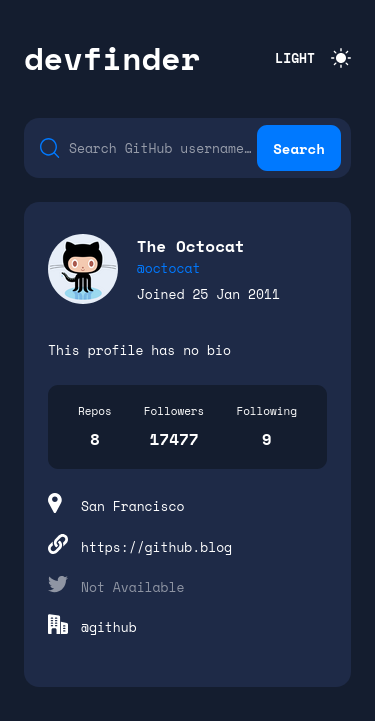 devfinder
LIGHT
Search GitHub username…
Search
The Octocat
@octocat
Joined 25 Jan 2011
This profile has no bio
Repos Followers Following
8 17477 9
San Francisco
https://github.blog
Not Available
@github